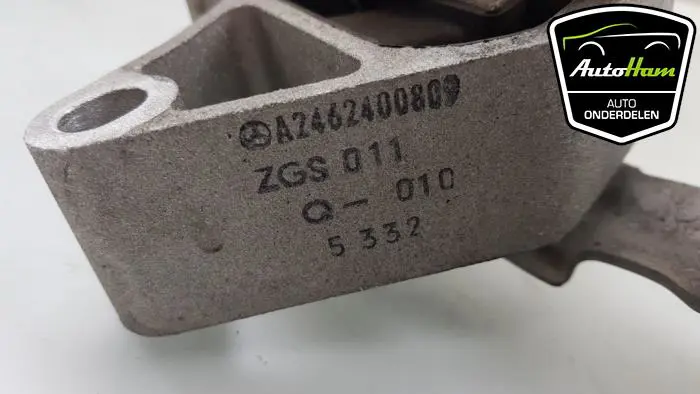 A2462400809
ZGS 011
Q- 010
5 332
AutoHam
AUTO
ONDERDELEN